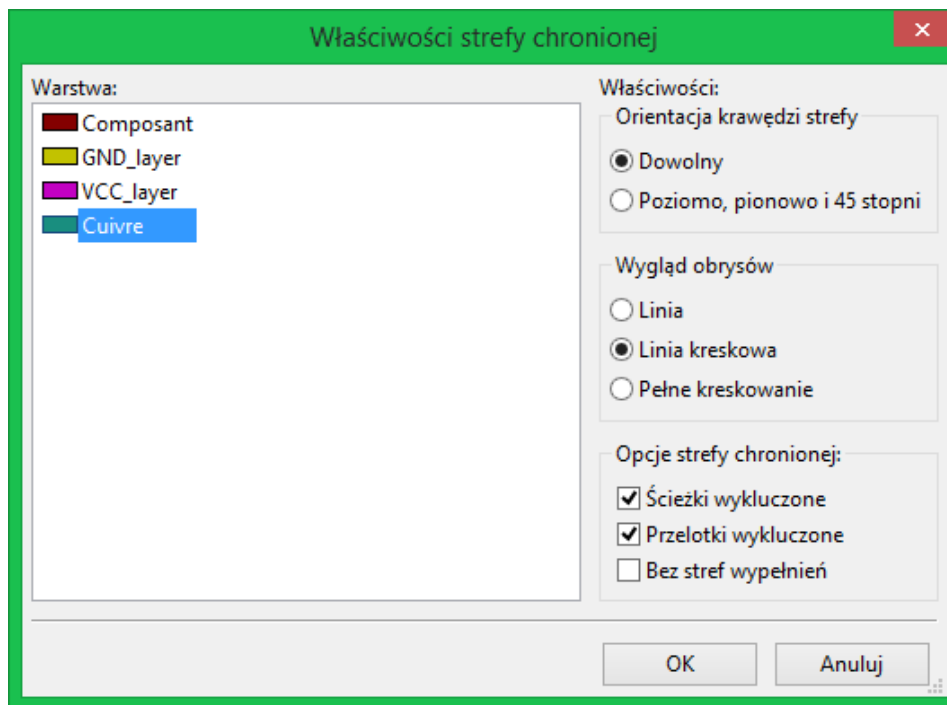 Właściwości strefy chronionej
Warstwa:
Composant
GND_layer
VCC_layer
Cuivre
Właściwości:
Orientacja krawędzi strefy
Dowolny
Poziomo, pionowo i 45 stopni
Wygląd obrysów
Linia
Linia kreskowa
Pełne kreskowanie
Opcje strefy chronionej:
Ścieżki wykluczone
Przelotki wykluczone
Bez stref wypełnień
OK
Anuluj